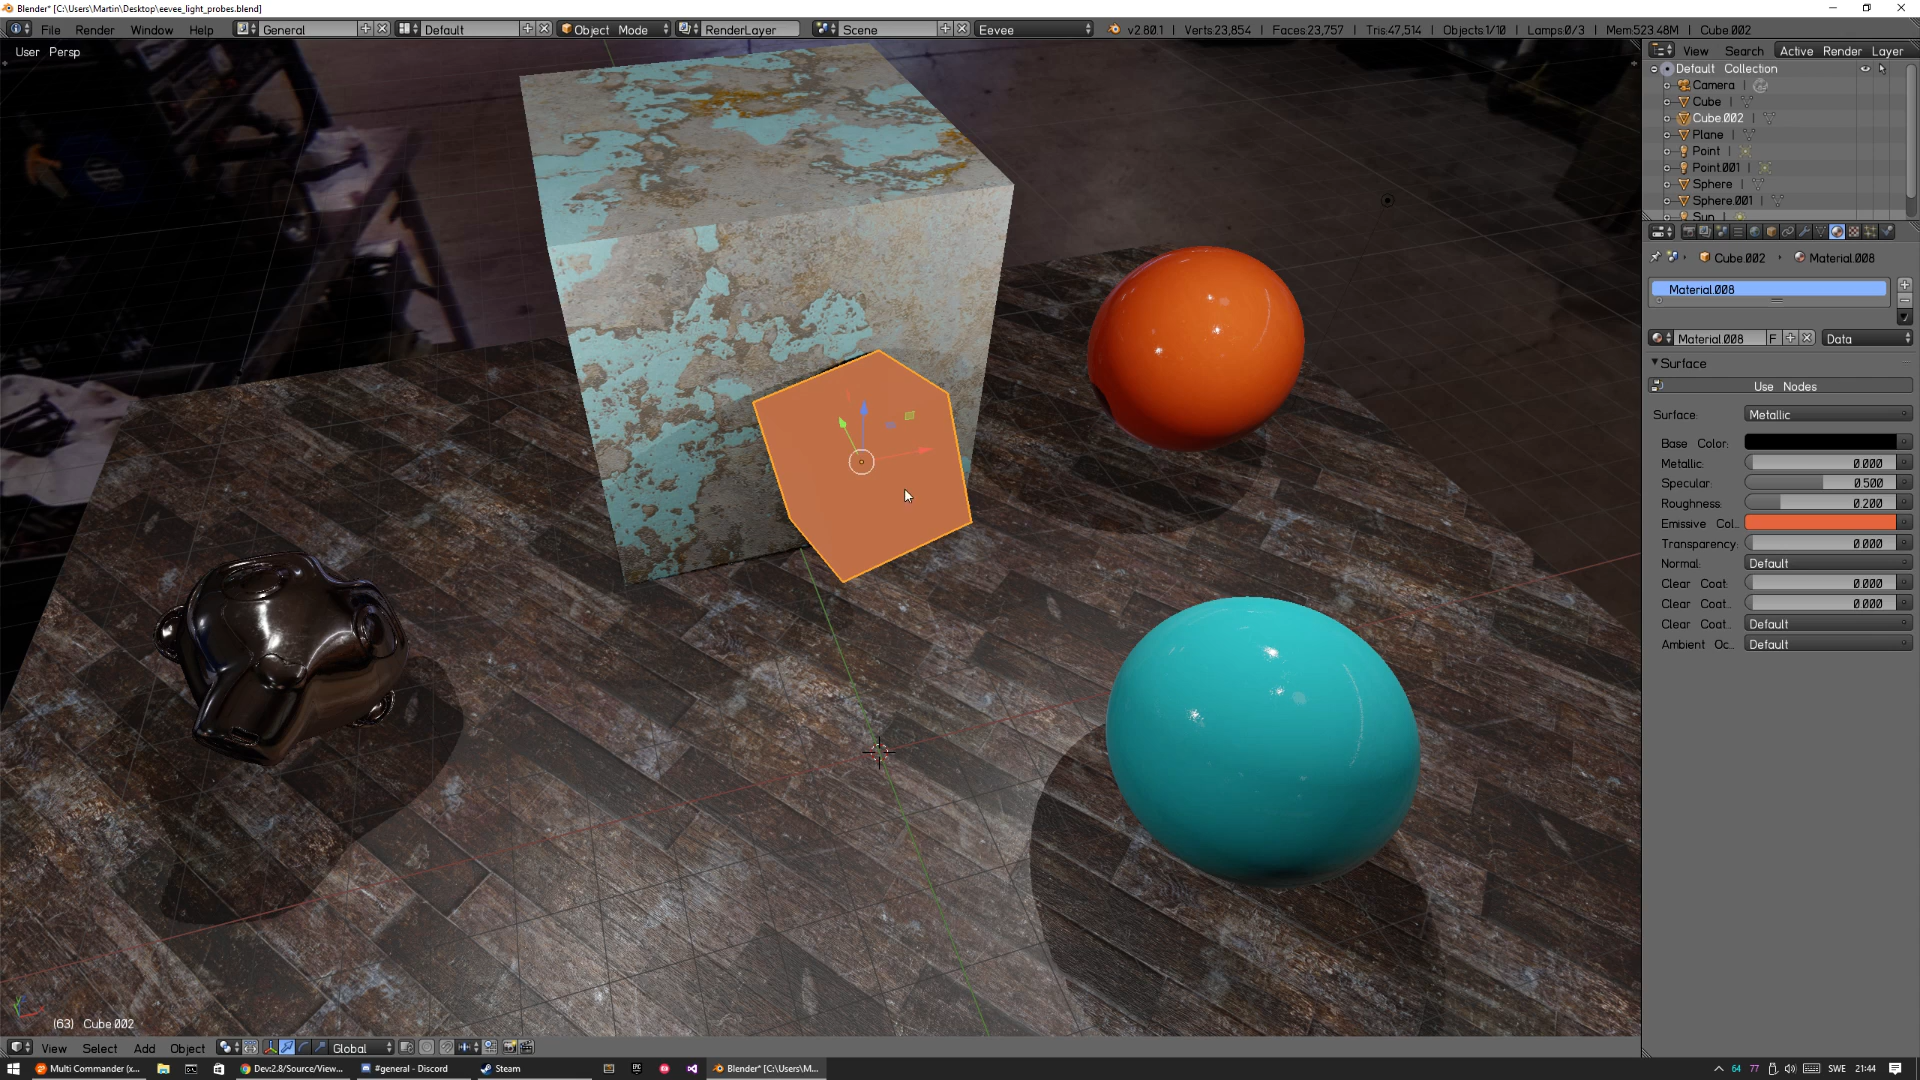 Blender* [C:\Users\Martin\Desktop\eevee_light_probes.blend]
File Render Window Help General Default Object Mode RenderLayer Scene Eevee v2.80.1 | Verts:23,854 | Faces:23,757 | Tris:47,514 | Objects:1/10 | Lamps:0/3 | Mem:523.48M | Cube.002
User Persp
View Search Active Render Layer
Default Collection
Camera
Cube
Cube.002
Plane
Point
Point.001
Sphere
Sphere.001
Sun
Cube.002 Material.008
Material.008
Material.008 F Data
Surface
Use Nodes
Surface: Metallic
Base Color:
Metallic: 0.000
Specular: 0.500
Roughness: 0.200
Emissive Col..
Transparency: 0.000
Normal: Default
Clear Coat: 0.000
Clear Coat.. 0.000
Clear Coat.. Default
Ambient Oc.. Default
(63) Cube.002
View Select Add Object Global
Multi Commander (x... Dev:2.8/Source/View... #general - Discord Steam Blender* [C:\Users\M... 64 77 SWE 21:44